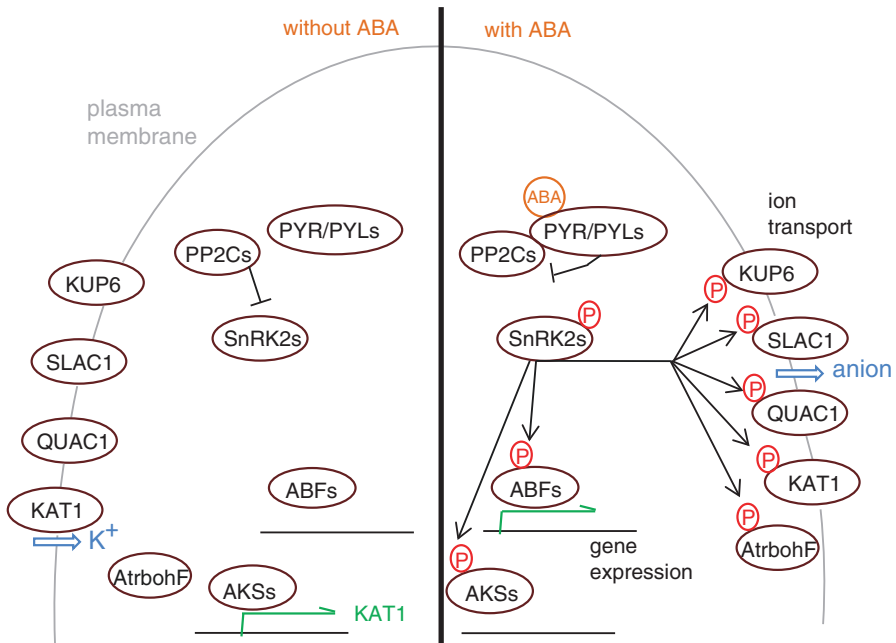 without ABA
with ABA
plasma
membrane
PP2Cs
PYR/PYLs
KUP6
SnRK2s
SLAC1
QUAC1
KAT1
K+
ABFs
AtrbohF
AKSs
KAT1
ABA
PYR/PYLs
PP2Cs
ion
transport
P
KUP6
P
SnRK2s
P
SLAC1
anion
P
QUAC1
P
KAT1
P
AtrbohF
P
ABFs
gene
expression
P
AKSs